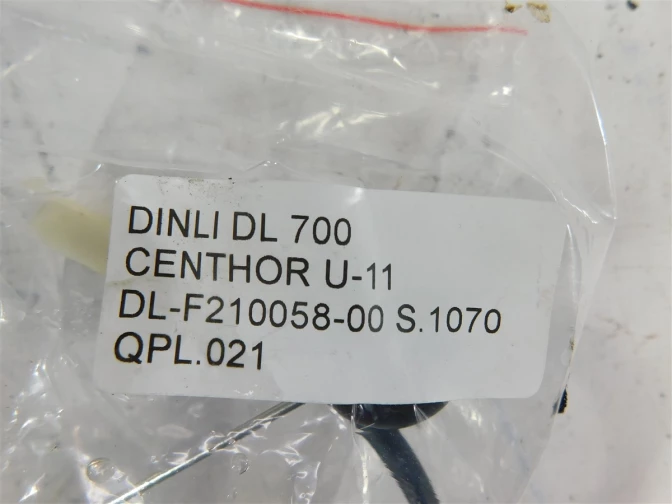 DINLI DL 700
CENTHOR U-11
DL-F210058-00 S.1070
QPL.021